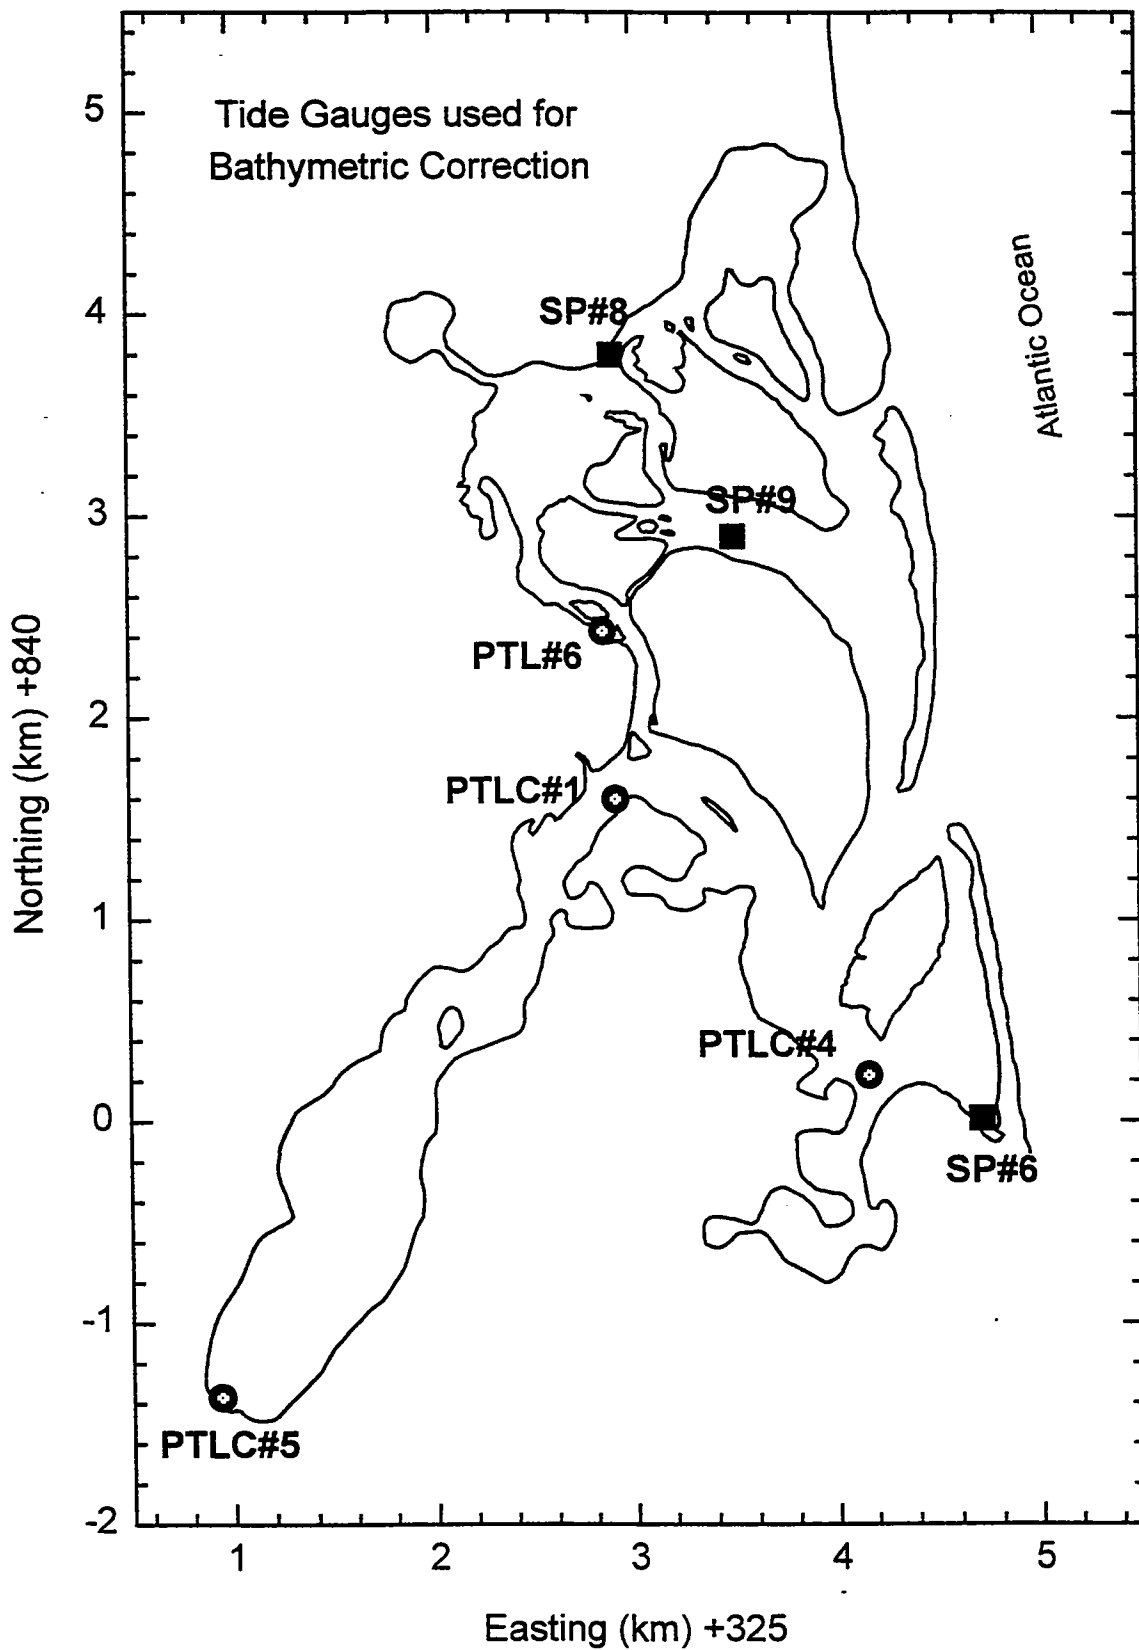 Tide Gauges used for
Bathymetric Correction
5
4
3
2
1
0
-1
-2
Northing (km) +840
SP#8
Atlantic Ocean
SP#9
PTL#6
PTLC#1
PTLC#4
SP#6
PTLC#5
1
2
3
4
5
Easting (km) +325